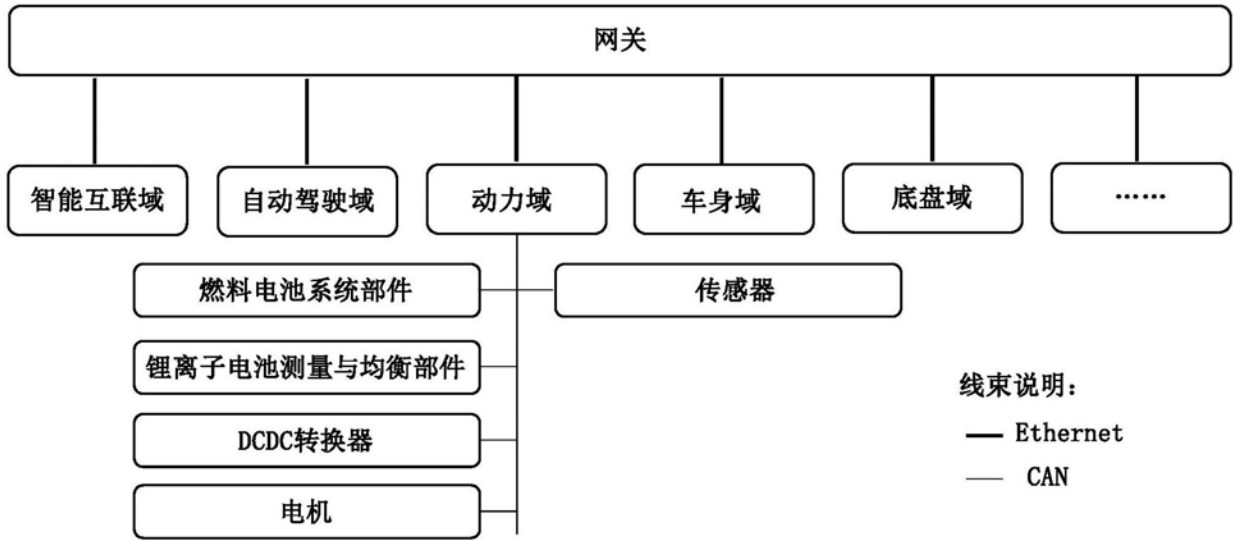 网关
智能互联域
自动驾驶域
动力域
车身域
底盘域
……
燃料电池系统部件
传感器
锂离子电池测量与均衡部件
DCDC转换器
电机
线束说明：
Ethernet
CAN